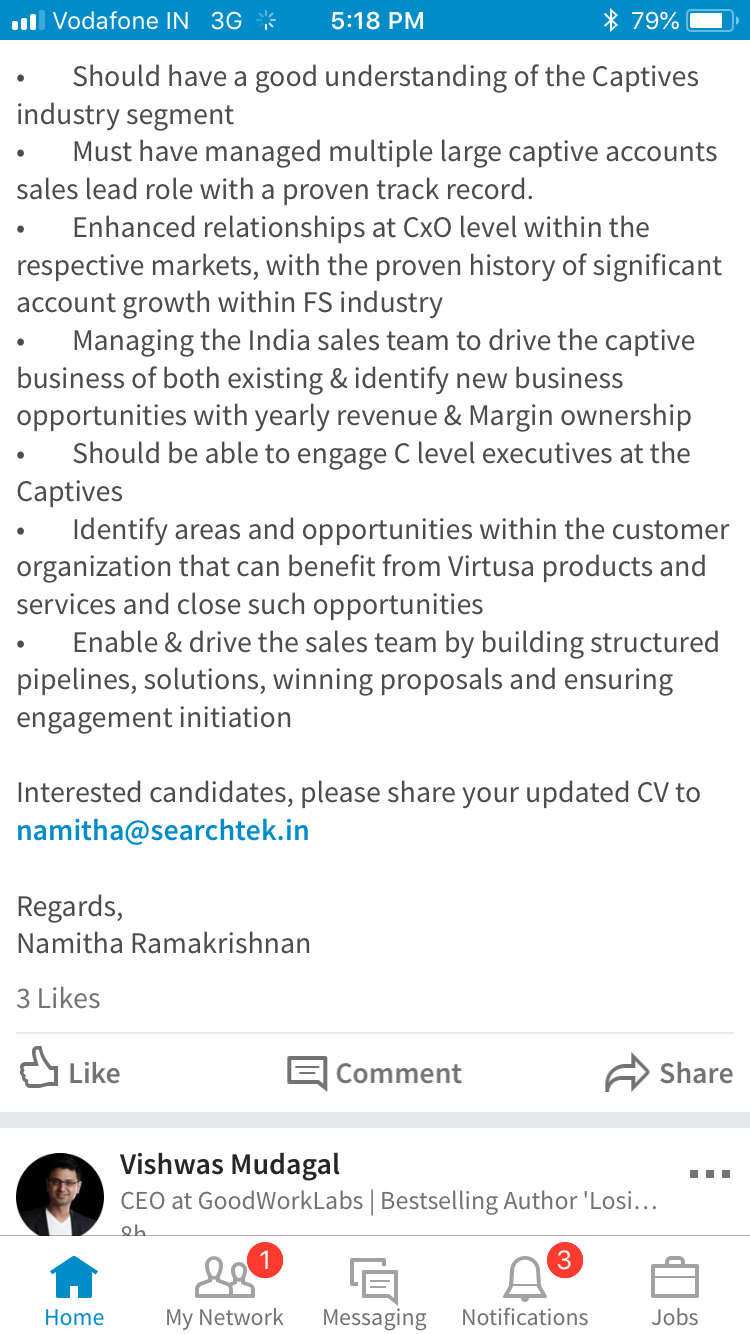 Vodafone IN 3G 5:18 PM 79%
• Should have a good understanding of the Captives
industry segment
• Must have managed multiple large captive accounts
sales lead role with a proven track record.
• Enhanced relationships at CxO level within the
respective markets, with the proven history of significant
account growth within FS industry
• Managing the India sales team to drive the captive
business of both existing & identify new business
opportunities with yearly revenue & Margin ownership
• Should be able to engage C level executives at the
Captives
• Identify areas and opportunities within the customer
organization that can benefit from Virtusa products and
services and close such opportunities
• Enable & drive the sales team by building structured
pipelines, solutions, winning proposals and ensuring
engagement initiation
Interested candidates, please share your updated CV to
namitha@searchtek.in
Regards,
Namitha Ramakrishnan
3 Likes
Like Comment Share
Vishwas Mudagal
CEO at GoodWorkLabs | Bestselling Author 'Losi...
8h
1 3
Home My Network Messaging Notifications Jobs